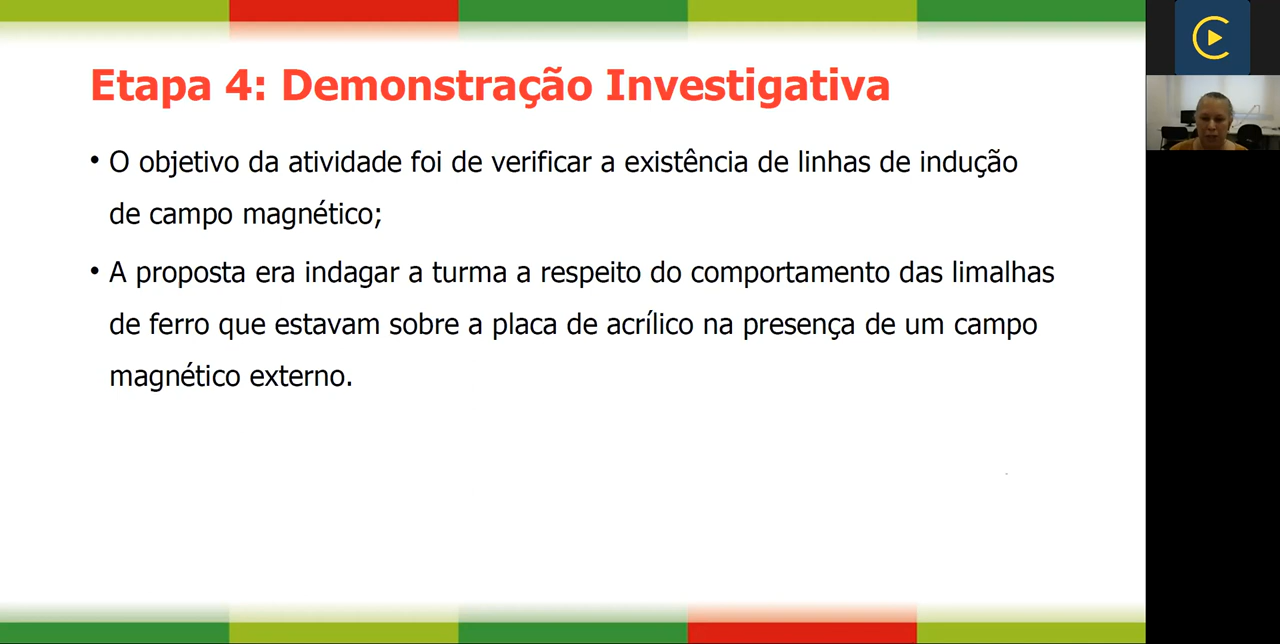 Etapa 4: Demonstração Investigativa
• O objetivo da atividade foi de verificar a existência de linhas de indução
de campo magnético;
• A proposta era indagar a turma a respeito do comportamento das limalhas
de ferro que estavam sobre a placa de acrílico na presença de um campo
magnético externo.